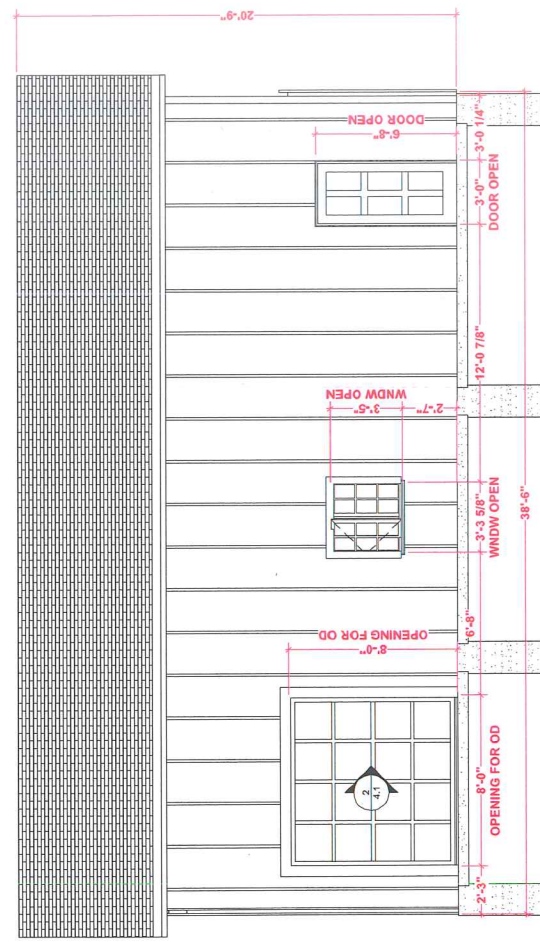 20'-9"
DOOR OPEN
6'-8"
3'-0 1/4"
3'-0"
DOOR OPEN
12'-0 7/8"
WNDW OPEN
3'-5"
2'-7"
3'-3 5/8"
WNDW OPEN
38'-6"
6'-8"
OPENING FOR OD
8'-0"
8'-0"
OPENING FOR OD
2
4.1
2'-3"